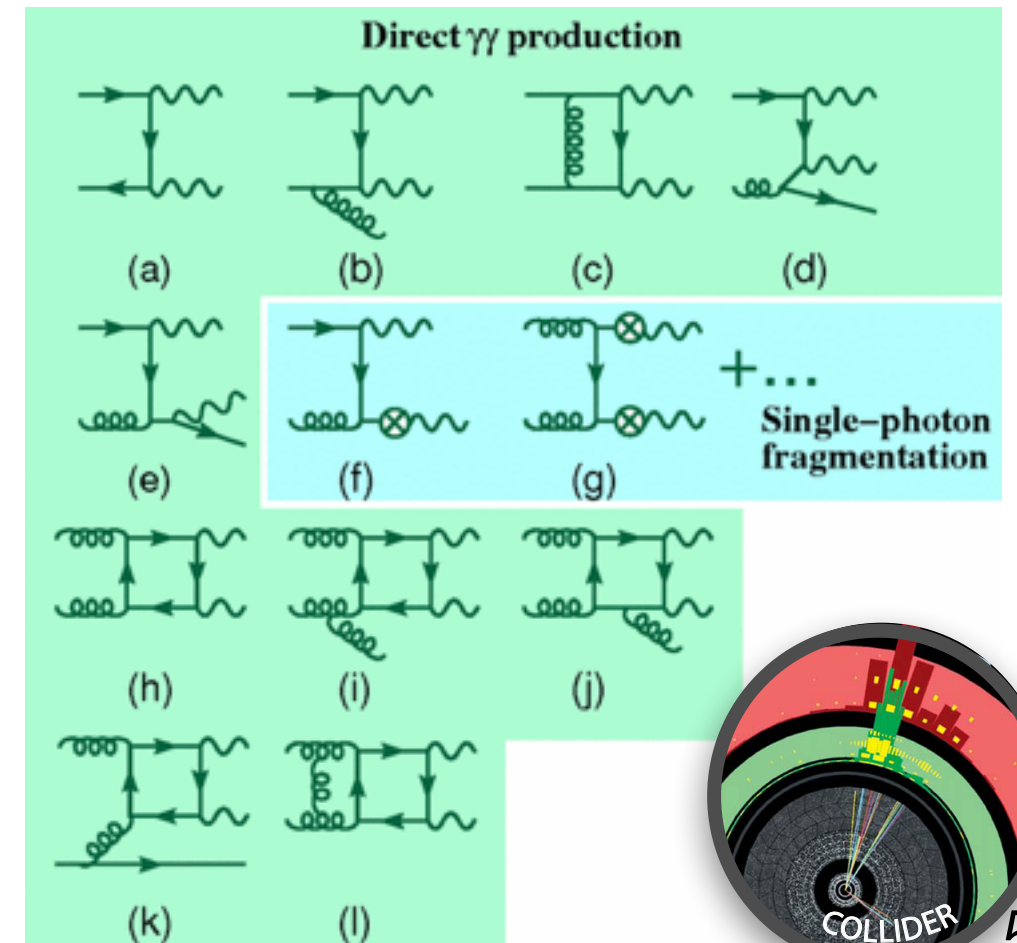 Direct γγ production
(a) (b) (c) (d)
+...
Single–photon
fragmentation
(e) (f) (g)
(h) (i) (j)
(k) (l)
COLLIDER